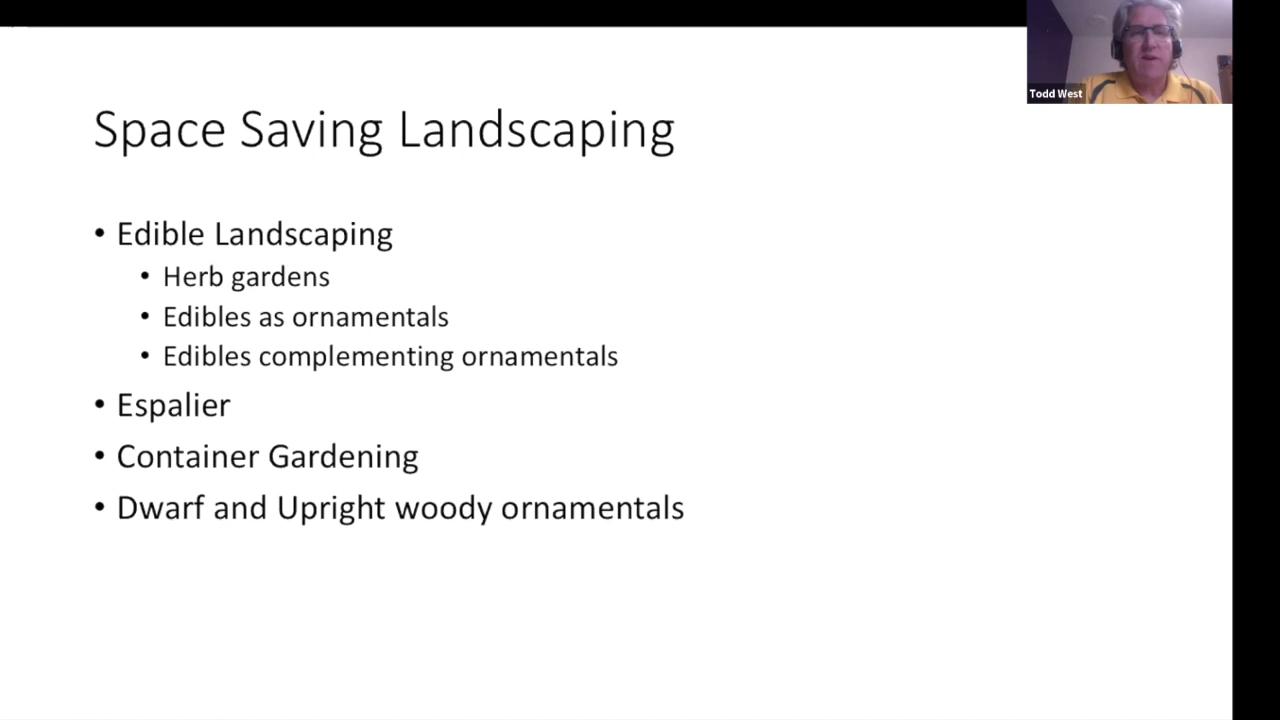 Todd West
Space Saving Landscaping
• Edible Landscaping
• Herb gardens
• Edibles as ornamentals
• Edibles complementing ornamentals
• Espalier
• Container Gardening
• Dwarf and Upright woody ornamentals